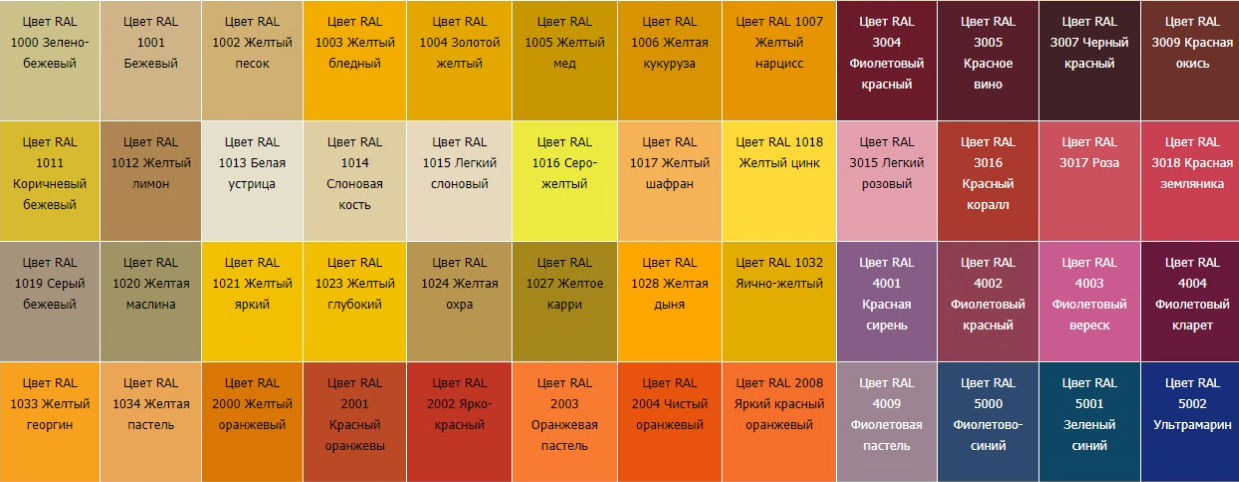 Цвет RAL
1000 Зелено-
бежевый
Цвет RAL
1001
Бежевый
Цвет RAL
1002 Желтый
песок
Цвет RAL
1003 Желтый
бледный
Цвет RAL
1004 Золотой
желтый
Цвет RAL
1005 Желтый
мед
Цвет RAL
1006 Желтая
кукуруза
Цвет RAL 1007
Желтый
нарцисс
Цвет RAL
3004
Фиолетовый
красный
Цвет RAL
3005
Красное
вино
Цвет RAL
3007 Черный
красный
Цвет RAL
3009 Красная
окись
Цвет RAL
1011
Коричневый
бежевый
Цвет RAL
1012 Желтый
лимон
Цвет RAL
1013 Белая
устрица
Цвет RAL
1014
Слоновая
кость
Цвет RAL
1015 Легкий
слоновый
Цвет RAL
1016 Серо-
желтый
Цвет RAL
1017 Желтый
шафран
Цвет RAL 1018
Желтый цинк
Цвет RAL
3015 Легкий
розовый
Цвет RAL
3016
Красный
коралл
Цвет RAL
3017 Роза
Цвет RAL
3018 Красная
земляника
Цвет RAL
1019 Серый
бежевый
Цвет RAL
1020 Желтая
маслина
Цвет RAL
1021 Желтый
яркий
Цвет RAL
1023 Желтый
глубокий
Цвет RAL
1024 Желтая
охра
Цвет RAL
1027 Желтое
карри
Цвет RAL
1028 Желтая
дыня
Цвет RAL 1032
Яично-желтый
Цвет RAL
4001
Красная
сирень
Цвет RAL
4002
Фиолетовый
красный
Цвет RAL
4003
Фиолетовый
вереск
Цвет RAL
4004
Фиолетовый
кларет
Цвет RAL
1033 Желтый
георгин
Цвет RAL
1034 Желтая
пастель
Цвет RAL
2000 Желтый
оранжевый
Цвет RAL
2001
Красный
оранжевы
Цвет RAL
2002 Ярко-
красный
Цвет RAL
2003
Оранжевая
пастель
Цвет RAL
2004 Чистый
оранжевый
Цвет RAL 2008
Яркий красный
оранжевый
Цвет RAL
4009
Фиолетовая
пастель
Цвет RAL
5000
Фиолетово-
синий
Цвет RAL
5001
Зеленый
синий
Цвет RAL
5002
Ультрамарин